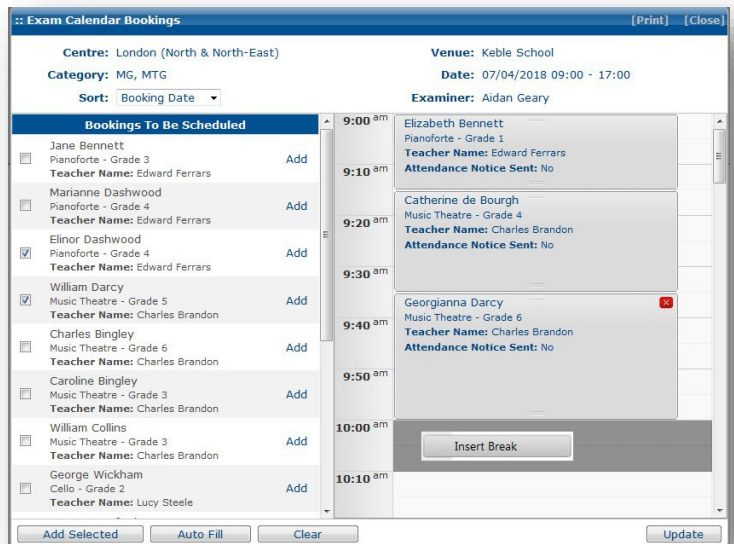 :: Exam Calendar Bookings [Print] [Close]
Centre: London (North & North-East) Venue: Keble School
Category: MG, MTG Date: 07/04/2018 09:00 - 17:00
Sort: Booking Date Examiner: Aidan Geary
Bookings To Be Scheduled
Jane Bennett
Pianoforte - Grade 3 Add
Teacher Name: Edward Ferrars
Marianne Dashwood
Pianoforte - Grade 4 Add
Teacher Name: Edward Ferrars
Elinor Dashwood
Pianoforte - Grade 4 Add
Teacher Name: Edward Ferrars
William Darcy
Music Theatre - Grade 5 Add
Teacher Name: Charles Brandon
Charles Bingley
Music Theatre - Grade 6 Add
Teacher Name: Charles Brandon
Caroline Bingley
Music Theatre - Grade 3 Add
Teacher Name: Charles Brandon
William Collins
Music Theatre - Grade 3 Add
Teacher Name: Charles Brandon
George Wickham
Cello - Grade 2 Add
Teacher Name: Lucy Steele
9:00 am
Elizabeth Bennett
Pianoforte - Grade 1
Teacher Name: Edward Ferrars
9:10 am
Attendance Notice Sent: No
Catherine de Bourgh
Music Theatre - Grade 4
9:20 am
Teacher Name: Charles Brandon
Attendance Notice Sent: No
9:30 am
Georgianna Darcy
Music Theatre - Grade 6
9:40 am
Teacher Name: Charles Brandon
Attendance Notice Sent: No
9:50 am
10:00 am
Insert Break
10:10 am
Add Selected Auto Fill Clear Update